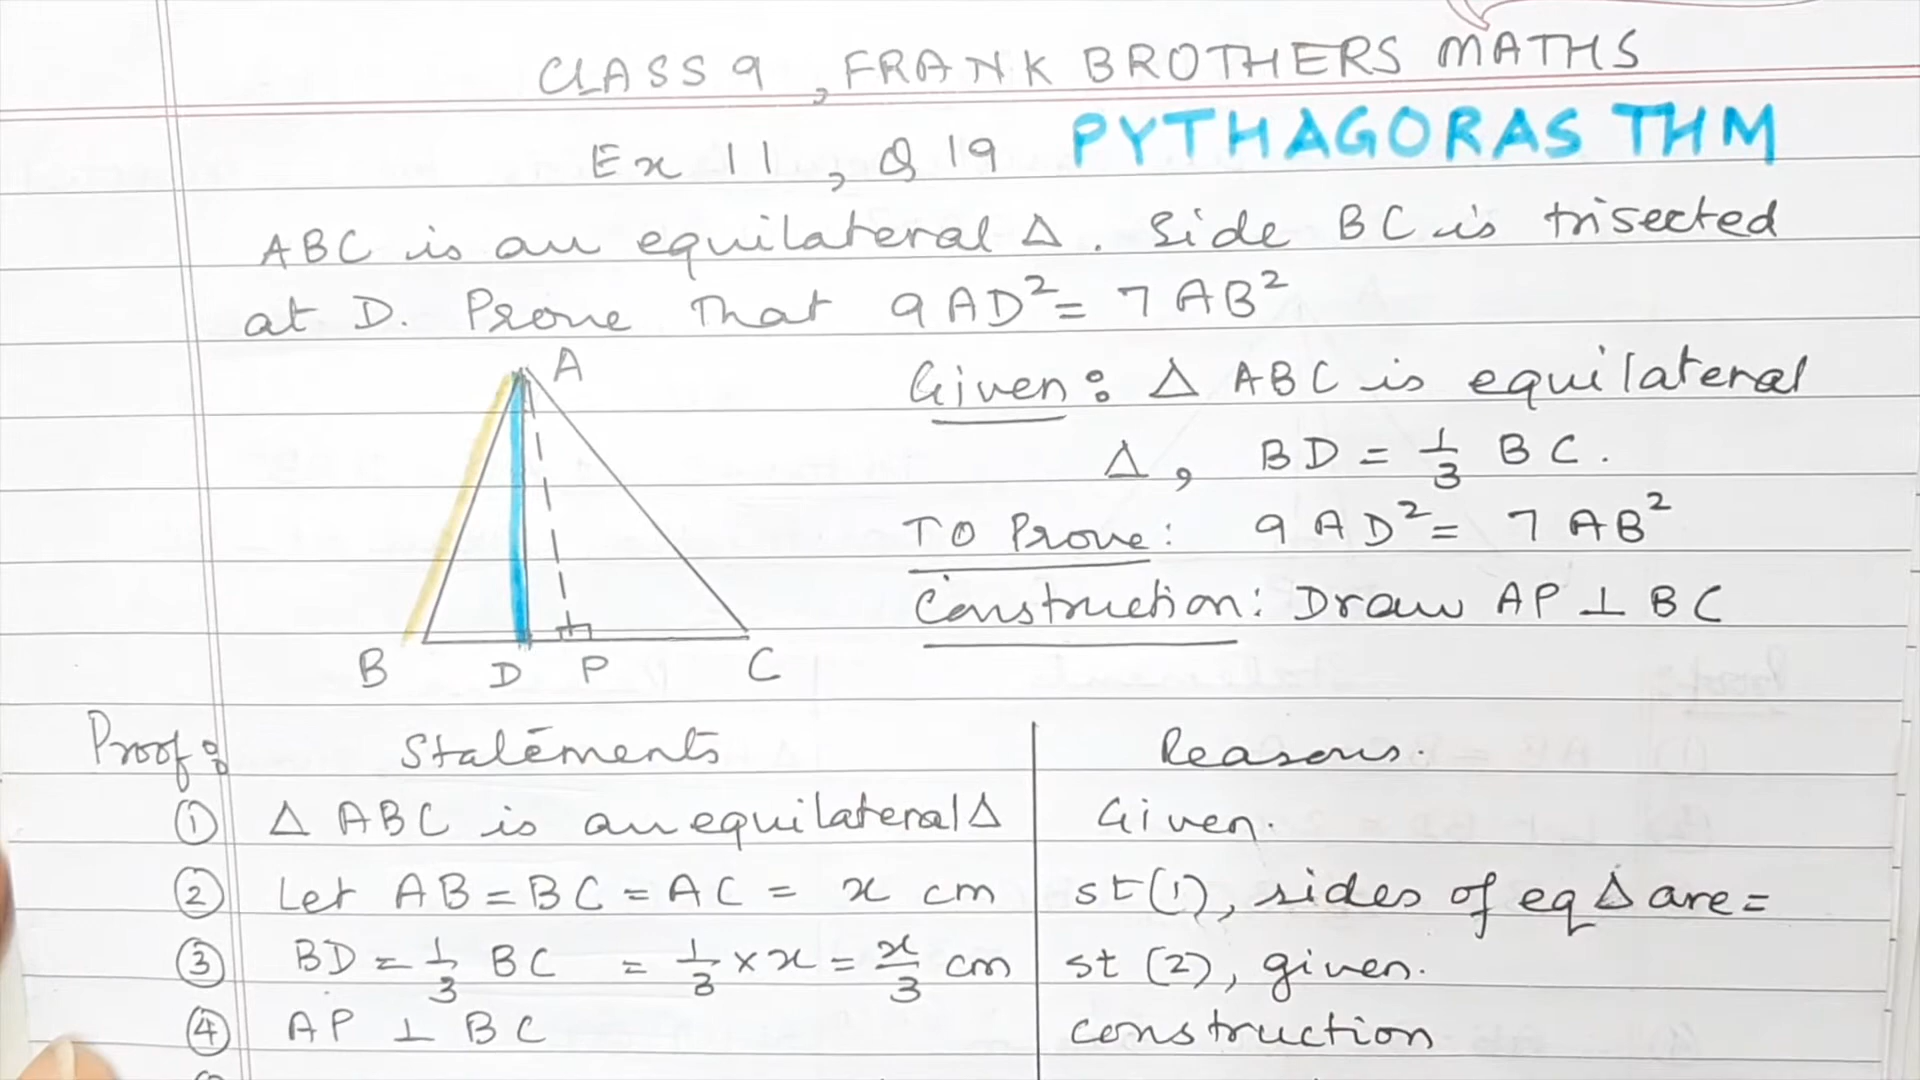 CLASS 9, FRANK BROTHERS MATHS
Ex 11, Q 19 PYTHAGORAS THM
ABC is an equilateral Δ. Side BC is trisected
at D. Prove that 9 AD² = 7 AB²
A
B D P C
Given: Δ ABC is equilateral
Δ, BD = 1/3 BC.
To Prove: 9 AD² = 7 AB²
Construction: Draw AP ⊥ BC
Proof: Statements Reasons.
① Δ ABC is an equilateral Δ Given.
② Let AB = BC = AC = x cm st(1), sides of eq Δ are =
③ BD = 1/3 BC = 1/3 × x = x/3 cm st (2), given.
④ AP ⊥ BC construction